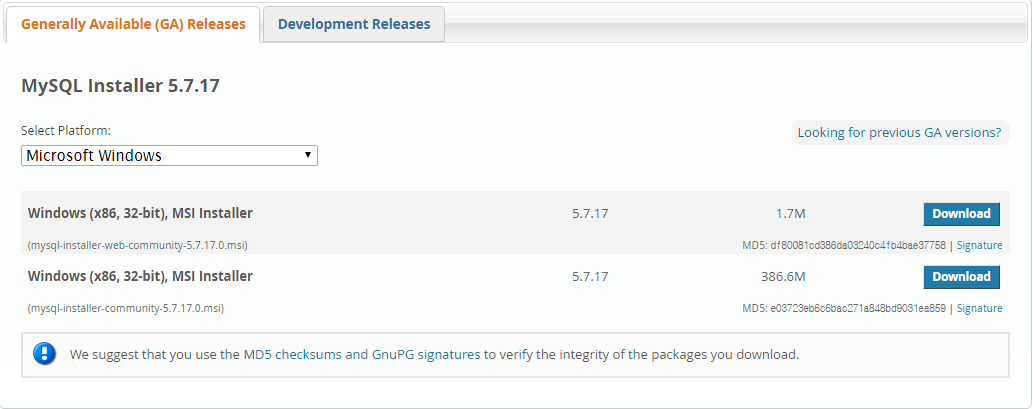 Generally Available (GA) Releases
Development Releases
MySQL Installer 5.7.17
Select Platform:
Looking for previous GA versions?
Microsoft Windows
Windows (x86, 32-bit), MSI Installer 5.7.17 1.7M Download
(mysql-installer-web-community-5.7.17.0.msi) MD5: df80081cd386da03240c4fb4bae37758 | Signature
Windows (x86, 32-bit), MSI Installer 5.7.17 386.6M Download
(mysql-installer-community-5.7.17.0.msi) MD5: e03723eb6c6bac271a848bd9031ea859 | Signature
We suggest that you use the MD5 checksums and GnuPG signatures to verify the integrity of the packages you download.